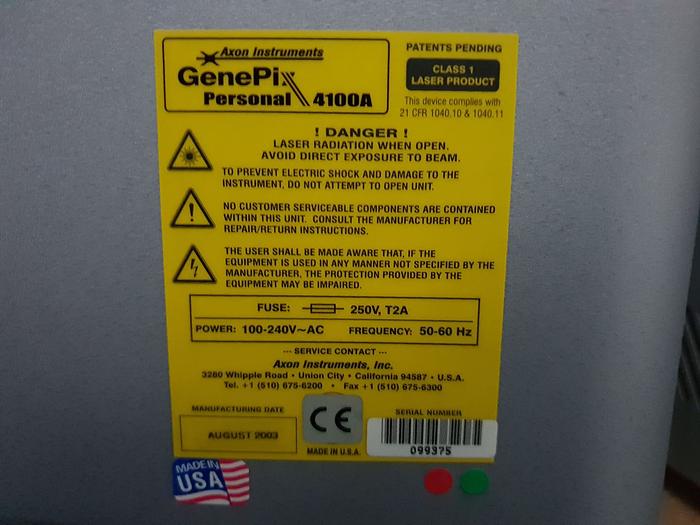 Axon Instruments
GenePix
Personal 4100A
PATENTS PENDING
CLASS 1
LASER PRODUCT
This device complies with
21 CFR 1040.10 & 1040.11
! DANGER !
LASER RADIATION WHEN OPEN.
AVOID DIRECT EXPOSURE TO BEAM.
TO PREVENT ELECTRIC SHOCK AND DAMAGE TO THE
INSTRUMENT, DO NOT ATTEMPT TO OPEN UNIT.
NO CUSTOMER SERVICEABLE COMPONENTS ARE CONTAINED
WITHIN THIS UNIT. CONSULT THE MANUFACTURER FOR
REPAIR/RETURN INSTRUCTIONS.
THE USER SHALL BE MADE AWARE THAT, IF THE
EQUIPMENT IS USED IN ANY MANNER NOT SPECIFIED BY THE
MANUFACTURER, THE PROTECTION PROVIDED BY THE
EQUIPMENT MAY BE IMPAIRED.
FUSE: 250V, T2A
POWER: 100-240V~AC FREQUENCY: 50-60 Hz
--- SERVICE CONTACT ---
Axon Instruments, Inc.
3280 Whipple Road • Union City • California 94587 • U.S.A.
Tel. +1 (510) 675-6200 • Fax +1 (510) 675-6300
MANUFACTURING DATE
AUGUST 2003
CE
MADE IN U.S.A.
SERIAL NUMBER
099375
MADE IN
USA